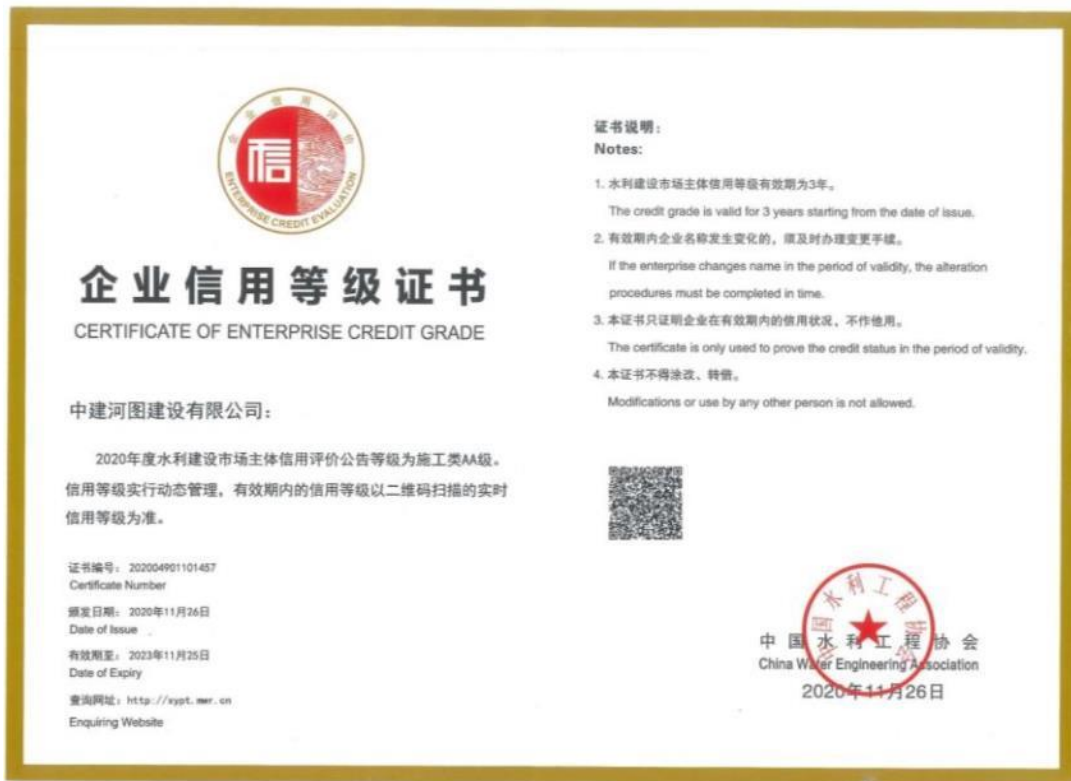 企业信用评价
信
ENTERPRISE CREDIT EVALUATION
企业信用等级证书
CERTIFICATE OF ENTERPRISE CREDIT GRADE
中建河图建设有限公司：
2020年度水利建设市场主体信用评价公告等级为施工类AA级。
信用等级实行动态管理，有效期内的信用等级以二维码扫描的实时
信用等级为准。
证书编号： 202004901101457
Certificate Number
颁发日期： 2020年11月26日
Date of Issue
有效期至： 2023年11月25日
Date of Expiry
查询网址：http://xypt.mwr.cn
Enquiring Website
证书说明：
Notes:
1. 水利建设市场主体信用等级有效期为3年。
The credit grade is valid for 3 years starting from the date of issue.
2. 有效期内企业名称发生变化的，须及时办理变更手续。
If the enterprise changes name in the period of validity, the alteration
procedures must be completed in time.
3. 本证书只证明企业在有效期内的信用状况，不作他用。
The certificate is only used to prove the credit status in the period of validity.
4. 本证书不得涂改、转借。
Modifications or use by any other person is not allowed.
中国水利工程协会
中国水利工程协会
China Water Engineering Association
2020年11月26日